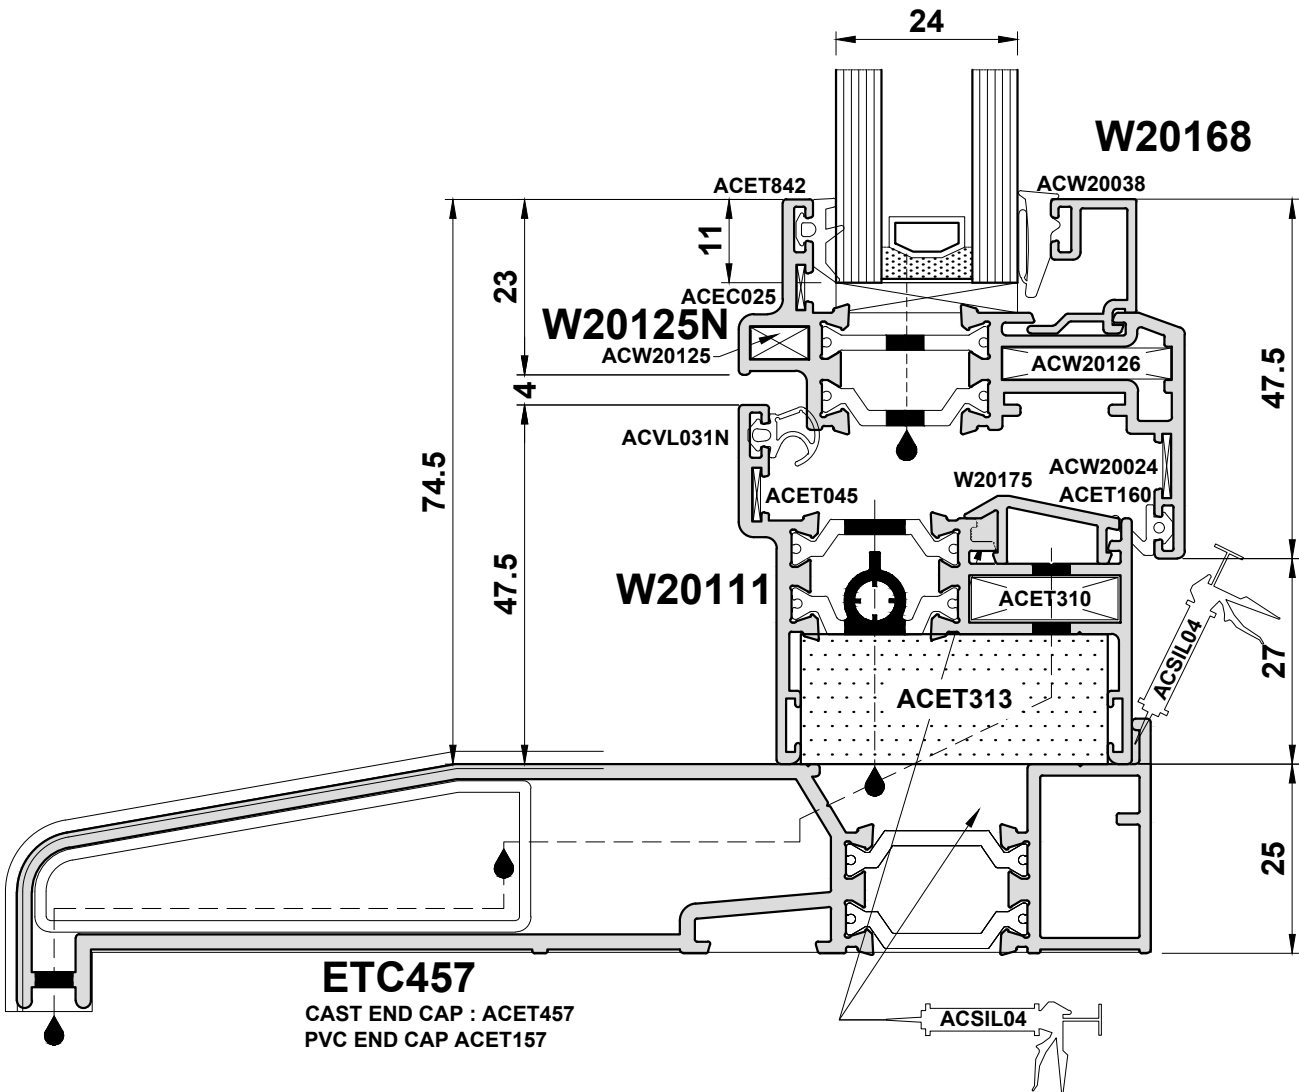 24
W20168
ACET842
ACW20038
11
23
ACEC025
W20125N
ACW20125
ACW20126
4
47.5
ACVL031N
74.5
W20175
ACW20024
ACET160
ACET045
47.5
W20111
ACET310
ACSIL04
27
ACET313
25
ETC457
CAST END CAP : ACET457
PVC END CAP ACET157
ACSIL04